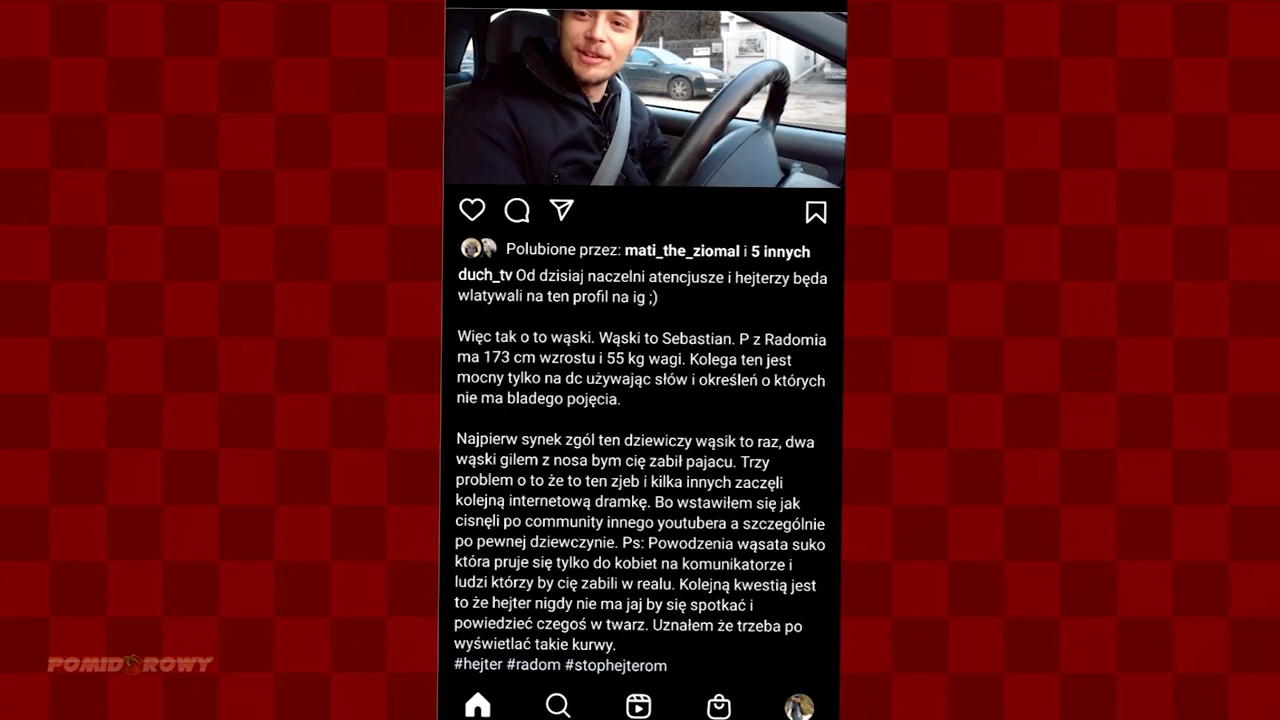 Polubione przez: mati_the_ziomal i 5 innych
duch_tv Od dzisiaj naczelni atencjusze i hejterzy będa
wlatywali na ten profil na ig ;)
Więc tak o to wąski. Wąski to Sebastian. P z Radomia
ma 173 cm wzrostu i 55 kg wagi. Kolega ten jest
mocny tylko na dc używając słów i określeń o których
nie ma bladego pojęcia.
Najpierw synek zgól ten dziewiczy wąsik to raz, dwa
wąski gilem z nosa bym cię zabił pajacu. Trzy
problem o to że to ten zjeb i kilka innych zaczęli
kolejną internetową dramkę. Bo wstawiłem się jak
cisnęli po community innego youtubera a szczególnie
po pewnej dziewczynie. Ps: Powodzenia wąsata suko
która pruje się tylko do kobiet na komunikatorze i
ludzi którzy by cię zabili w realu. Kolejną kwestią jest
to że hejter nigdy nie ma jaj by się spotkać i
powiedzieć czegoś w twarz. Uznałem że trzeba po
wyświetlać takie kurwy.
#hejter #radom #stophejterom
POMIDOROWY